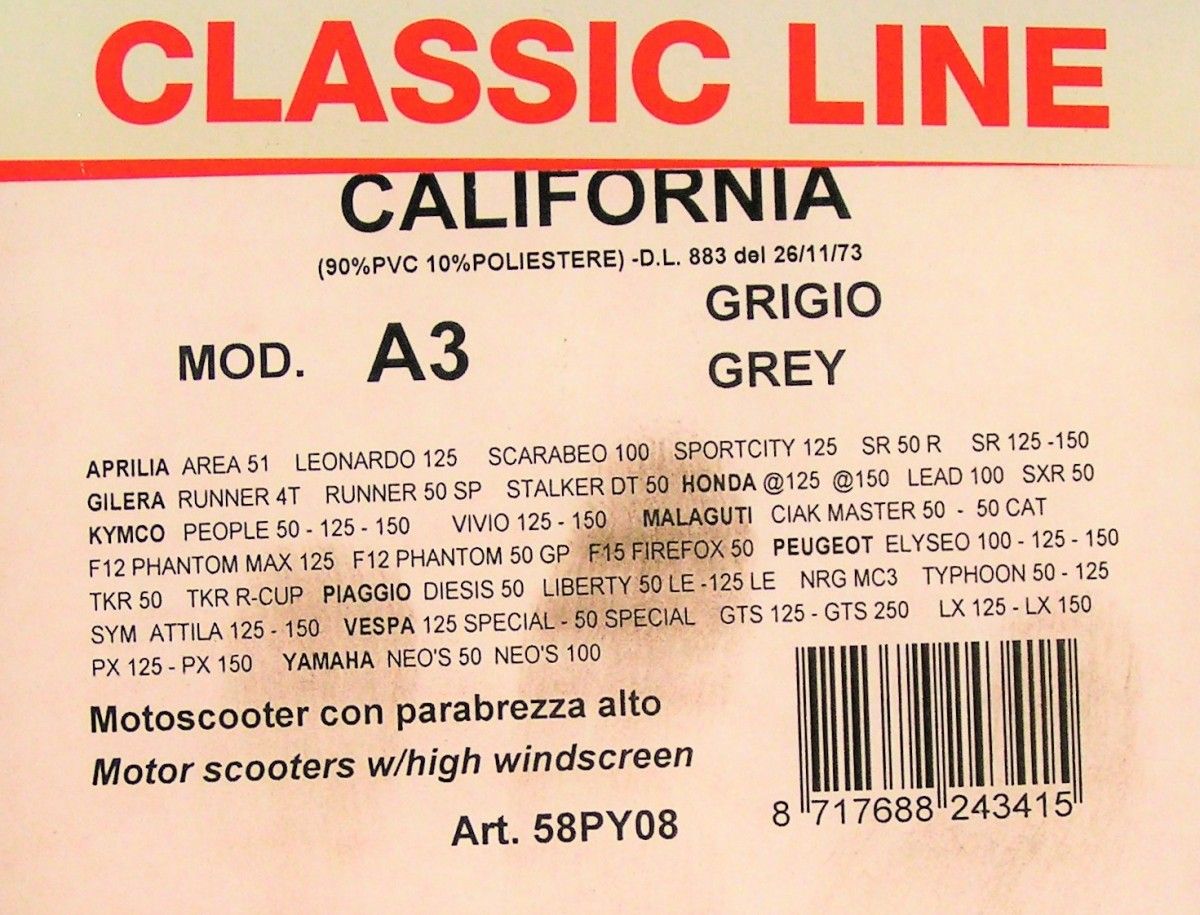 CLASSIC LINE
CALIFORNIA
(90%PVC 10%POLIESTERE) -D.L. 883 del 26/11/73
GRIGIO
MOD. A3
GREY
APRILIA AREA 51 LEONARDO 125 SCARABEO 100 SPORTCITY 125 SR 50 R SR 125 -150
GILERA RUNNER 4T RUNNER 50 SP STALKER DT 50 HONDA @125 @150 LEAD 100 SXR 50
KYMCO PEOPLE 50 - 125 - 150 VIVIO 125 - 150 MALAGUTI CIAK MASTER 50 - 50 CAT
F12 PHANTOM MAX 125 F12 PHANTOM 50 GP F15 FIREFOX 50 PEUGEOT ELYSEO 100 - 125 - 150
TKR 50 TKR R-CUP PIAGGIO DIESIS 50 LIBERTY 50 LE -125 LE NRG MC3 TYPHOON 50 - 125
SYM ATTILA 125 - 150 VESPA 125 SPECIAL - 50 SPECIAL GTS 125 - GTS 250 LX 125 - LX 150
PX 125 - PX 150 YAMAHA NEO'S 50 NEO'S 100
Motoscooter con parabrezza alto
Motor scooters w/high windscreen
Art. 58PY08
8 717688 243415